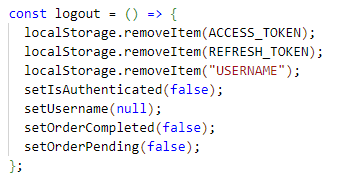 const logout = () => {
  localStorage.removeItem(ACCESS_TOKEN);
  localStorage.removeItem(REFRESH_TOKEN);
  localStorage.removeItem("USERNAME");
  setIsAuthenticated(false);
  setUsername(null);
  setOrderCompleted(false);
  setOrderPending(false);
};